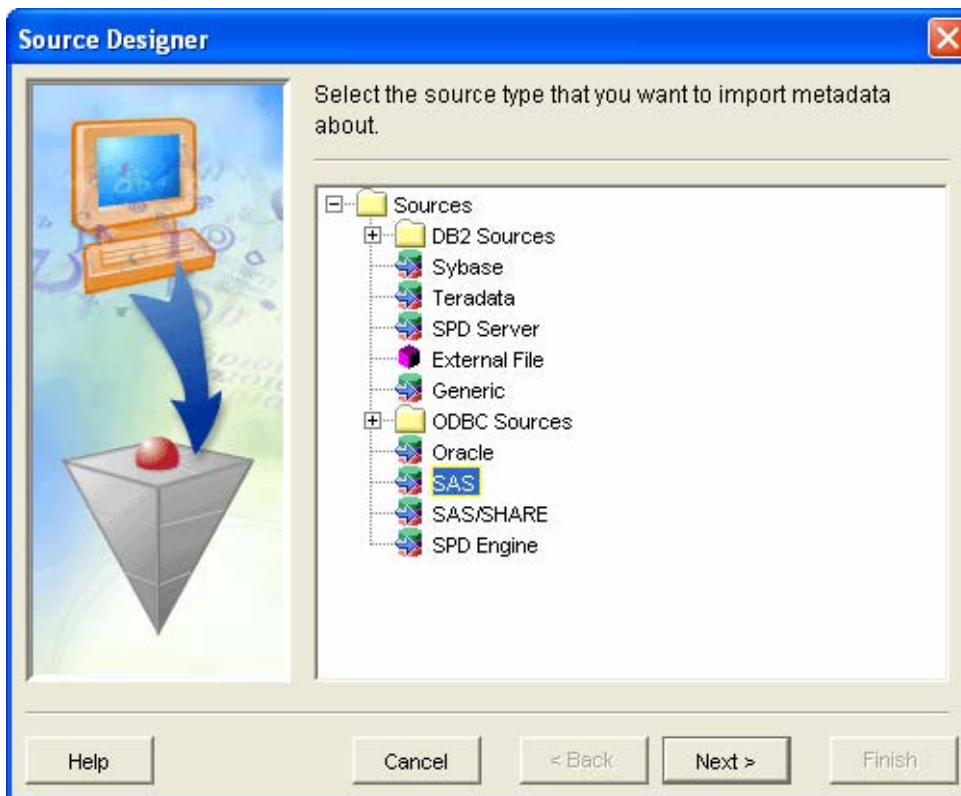 Source Designer
Select the source type that you want to import metadata
about.
Sources
DB2 Sources
Sybase
Teradata
SPD Server
External File
Generic
ODBC Sources
Oracle
SAS
SAS/SHARE
SPD Engine
Help
Cancel
< Back
Next >
Finish